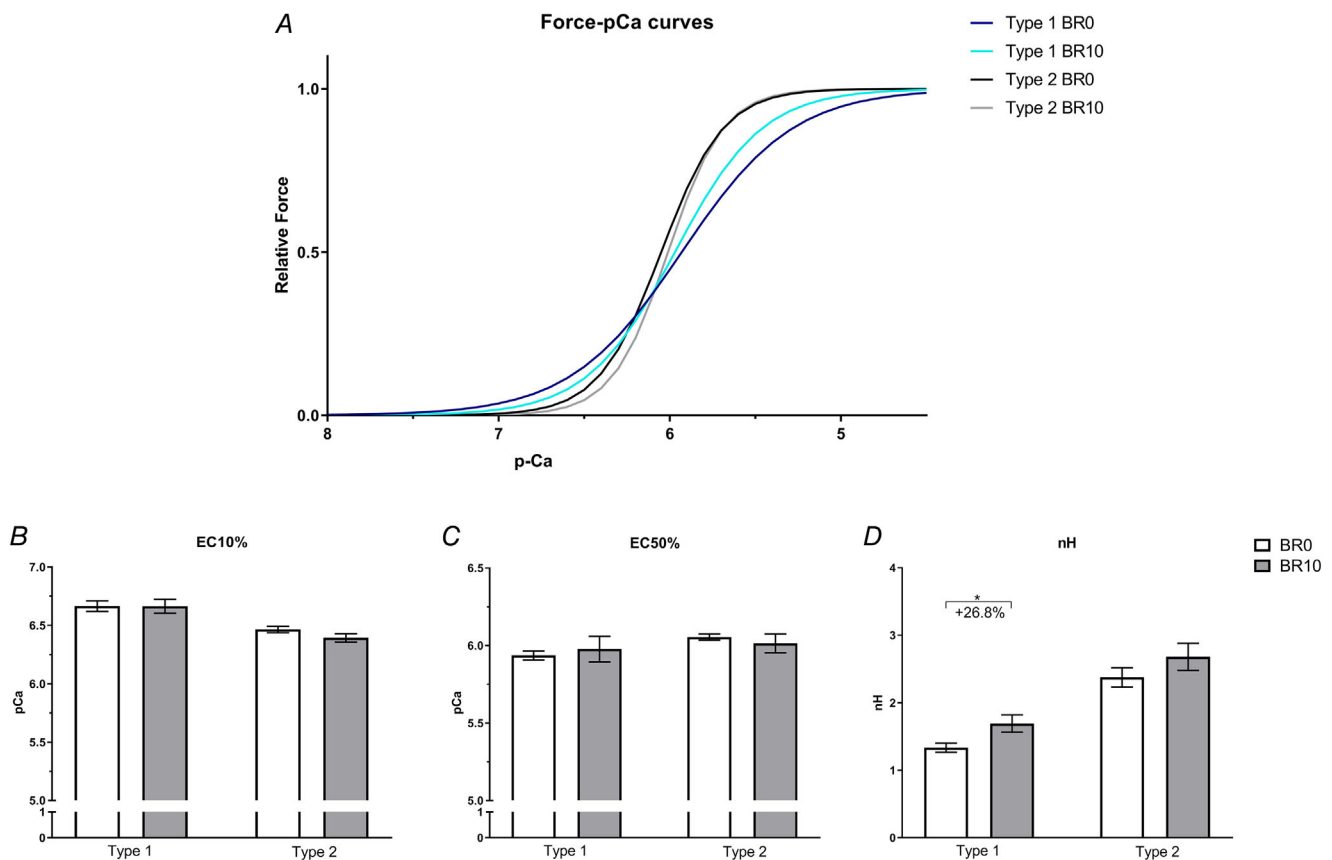 A
Force-pCa curves
Type 1 BR0
Type 1 BR10
Type 2 BR0
Type 2 BR10
Relative Force
1.0
0.5
0.0
8
7
6
5
p-Ca
B
EC10%
pCa
7.0
6.5
6.0
5.5
5.0
1
0
Type 1
Type 2
C
EC50%
pCa
6.5
6.0
5.5
5.0
1
0
Type 1
Type 2
D
nH
nH
4
3
2
1
0
*
+26.8%
Type 1
Type 2
BR0
BR10